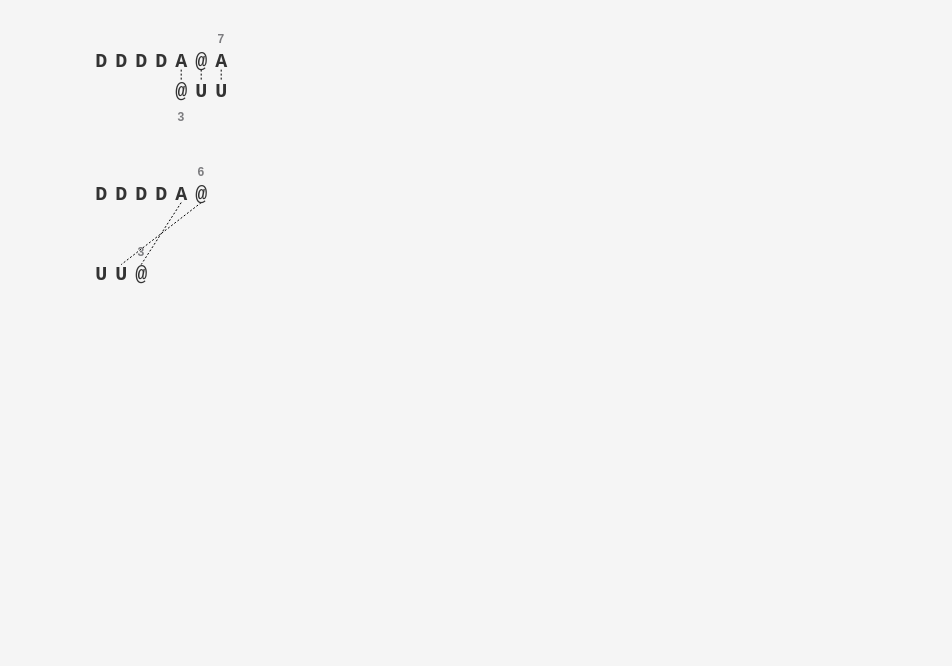 7
D D D D A @ A
@ U U
3
6
D D D D A @
3
U U @